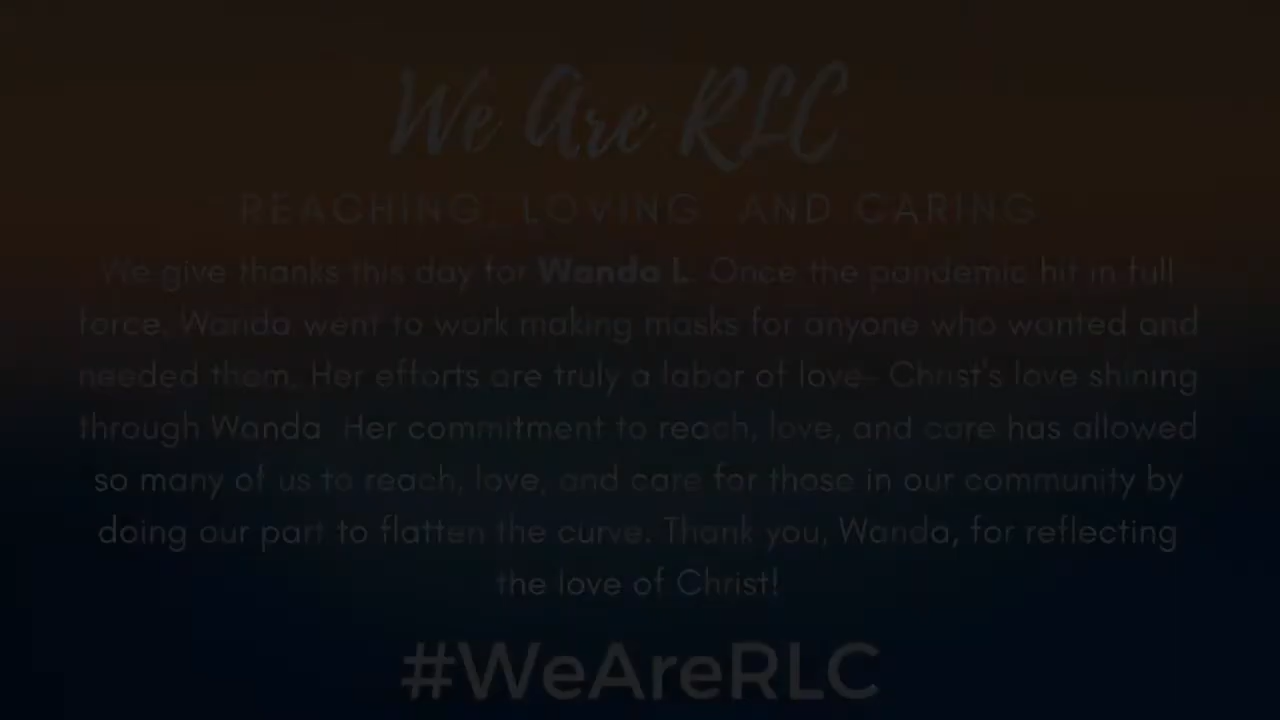 We Are RLC
REACHING, LOVING, AND CARING
We give thanks this day for Wanda L. Once the pandemic hit in full
force, Wanda went to work making masks for anyone who wanted and
needed them. Her efforts are truly a labor of love- Christ's love shining
through Wanda. Her commitment to reach, love, and care has allowed
so many of us to reach, love, and care for those in our community by
doing our part to flatten the curve. Thank you, Wanda, for reflecting
the love of Christ!
#WeAreRLC